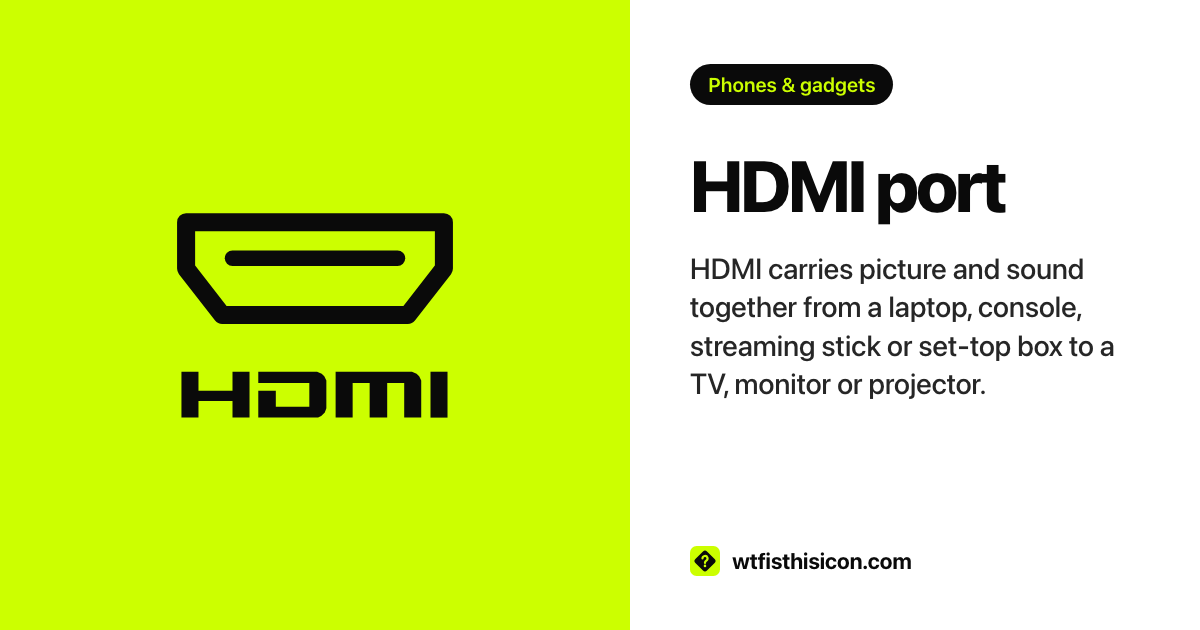 HDMI
Phones & gadgets
HDMI port
HDMI carries picture and sound
together from a laptop, console,
streaming stick or set-top box to a
TV, monitor or projector.
?
wtfisthisicon.com